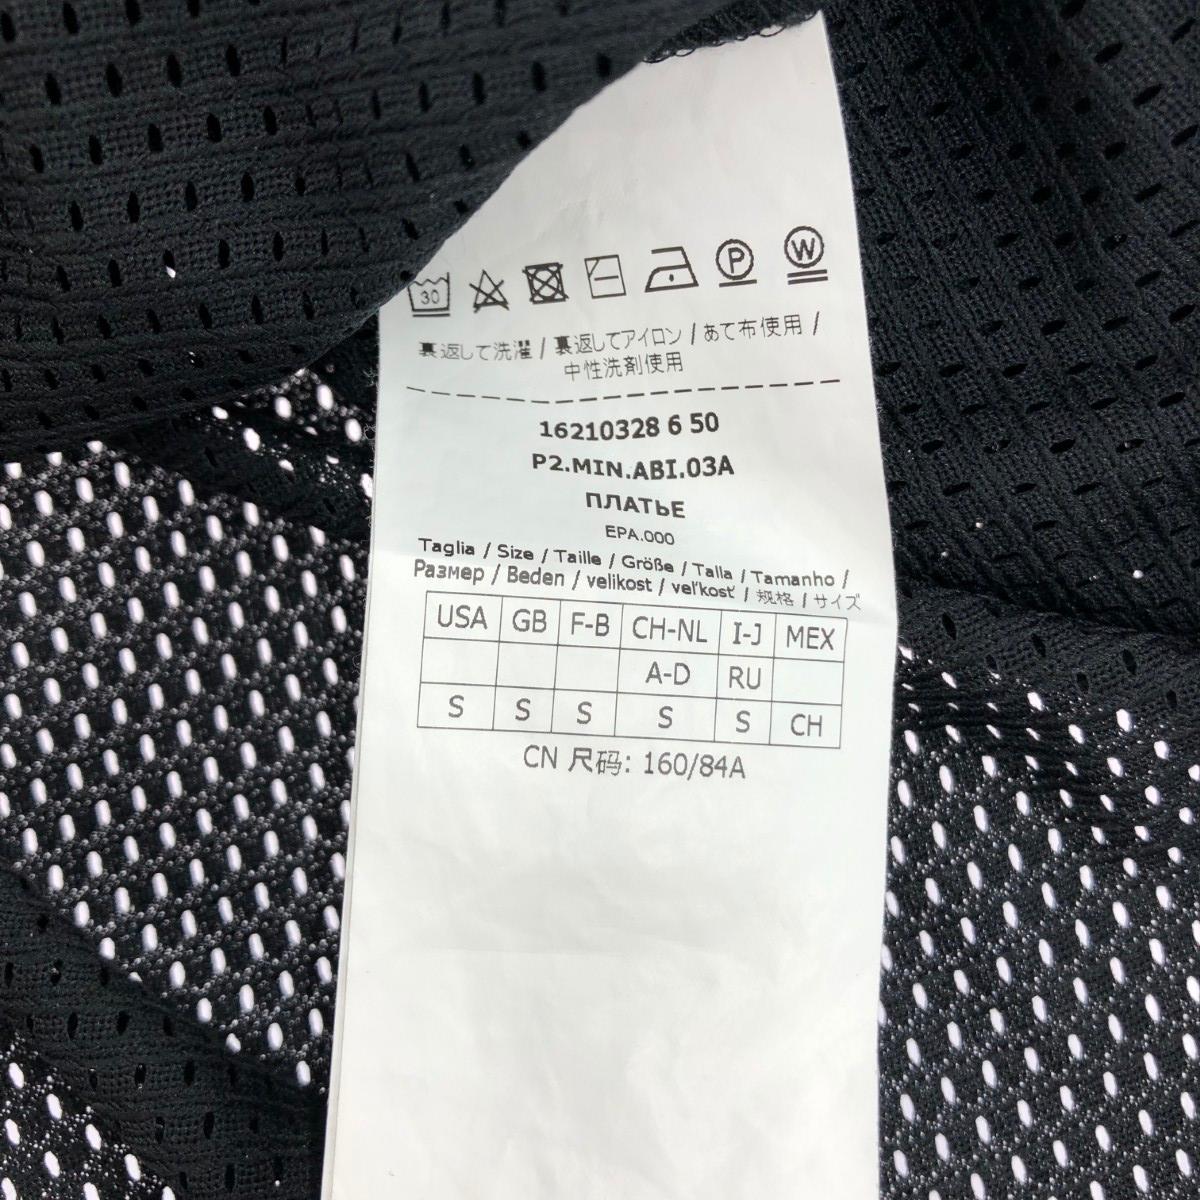 30 P W
裏返して洗濯 / 裏返してアイロン / あて布使用 /
中性洗剤使用
16210328 6 50
P2.MIN.ABI.03A
ПЛАТЬЕ
EPA.000
Taglia / Size / Taille / Größe / Talla / Tamanho /
Размер / Beden / velikost / veľkosť / 规格 / サイズ
USA GB F-B CH-NL I-J MEX
A-D RU
S S S S S CH
CN 尺码: 160/84A